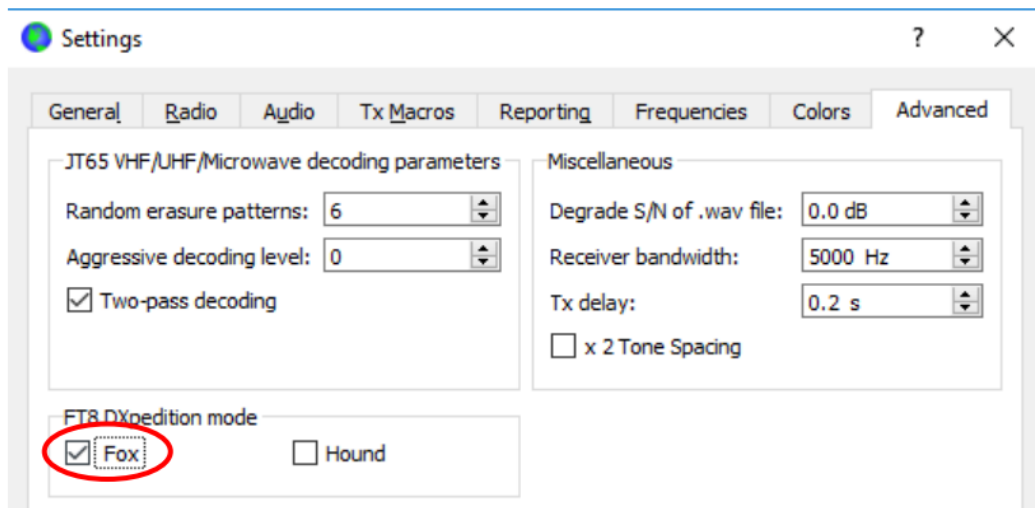 Settings
General Radio Audio Tx Macros Reporting Frequencies Colors Advanced
JT65 VHF/UHF/Microwave decoding parameters
Random erasure patterns: 6
Aggressive decoding level: 0
Two-pass decoding
Miscellaneous
Degrade S/N of .wav file: 0.0 dB
Receiver bandwidth: 5000 Hz
Tx delay: 0.2 s
x 2 Tone Spacing
FT8 DXpedition mode
Fox Hound